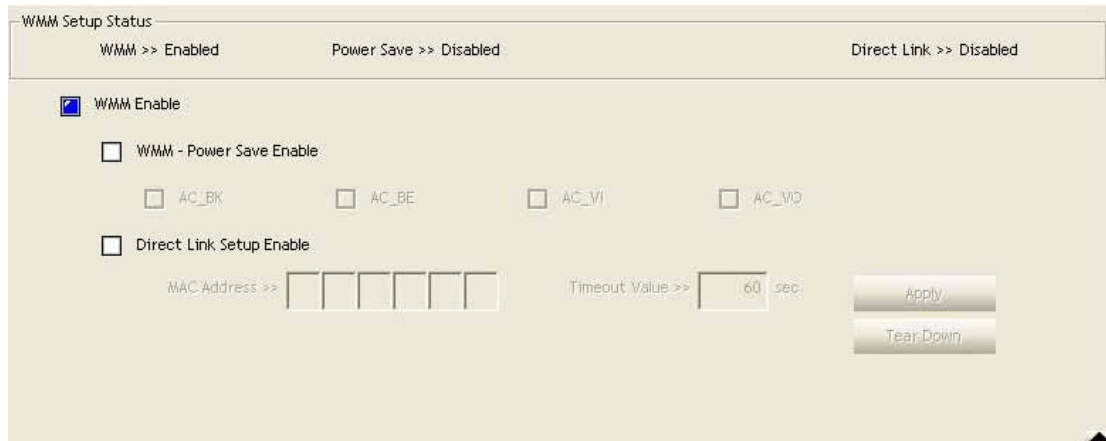 WMM Setup Status
WMM >> Enabled Power Save >> Disabled Direct Link >> Disabled
WMM Enable
WMM - Power Save Enable
AC_BK AC_BE AC_VI AC_VO
Direct Link Setup Enable
MAC Address >> Timeout Value >> 60 sec
Apply
Tear Down